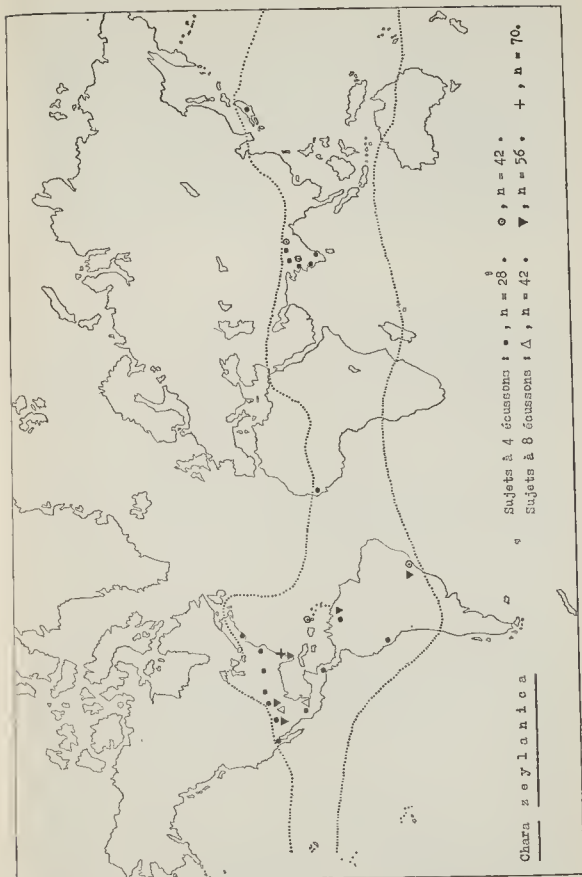 Sujets à 4 écussons : • , n = 28 . ⊙ , n = 42 .
Sujets à 8 écussons : △ , n = 42 . ▼ , n = 56 . + , n = 70.
Chara zeylanica